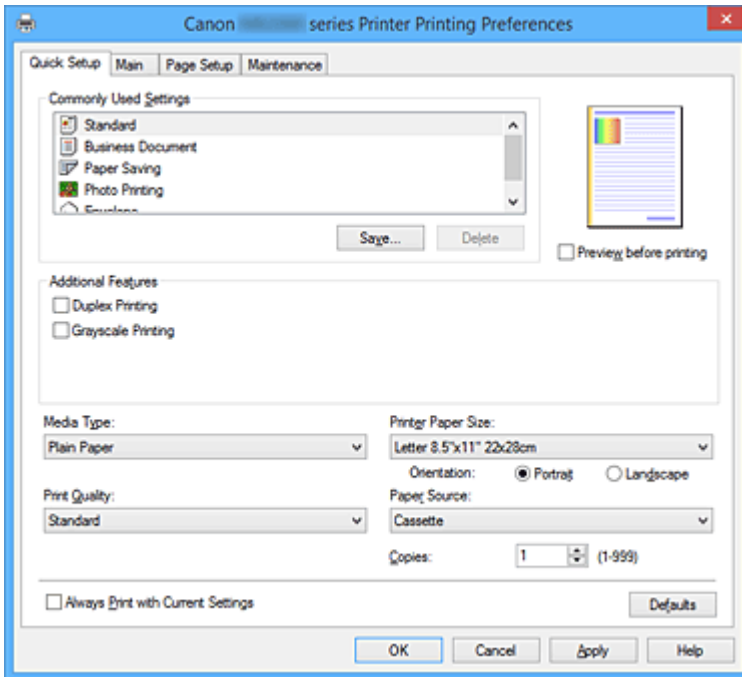 Canon series Printer Printing Preferences
Quick Setup Main Page Setup Maintenance
Commonly Used Settings
Standard
Business Document
Paper Saving
Photo Printing
Save... Delete
Preview before printing
Additional Features
Duplex Printing
Grayscale Printing
Media Type:
Plain Paper
Printer Paper Size:
Letter 8.5"x11" 22x28cm
Orientation: Portrait Landscape
Print Quality:
Standard
Paper Source:
Cassette
Copies: 1 (1-999)
Always Print with Current Settings
Defaults
OK Cancel Apply Help